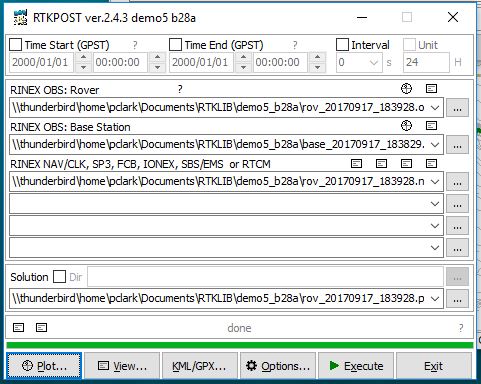 RTKPOST ver.2.4.3 demo5 b28a
Time Start (GPST) ? Time End (GPST) ? Interval Unit
2000/01/01 00:00:00 2000/01/01 00:00:00 0 s 24 H
RINEX OBS: Rover ?
\\thunderbird\home\pclark\Documents\RTKLIB\demo5_b28a\rov_20170917_183928.o ...
RINEX OBS: Base Station
\\thunderbird\home\pclark\Documents\RTKLIB\demo5_b28a\base_20170917_183829. ...
RINEX NAV/CLK, SP3, FCB, IONEX, SBS/EMS or RTCM
\\thunderbird\home\pclark\Documents\RTKLIB\demo5_b28a\rov_20170917_183928.n ...
...
...
...
Solution Dir ...
\\thunderbird\home\pclark\Documents\RTKLIB\demo5_b28a\rov_20170917_183928.p ...
done ?
Plot... View... KML/GPX... Options... Execute Exit